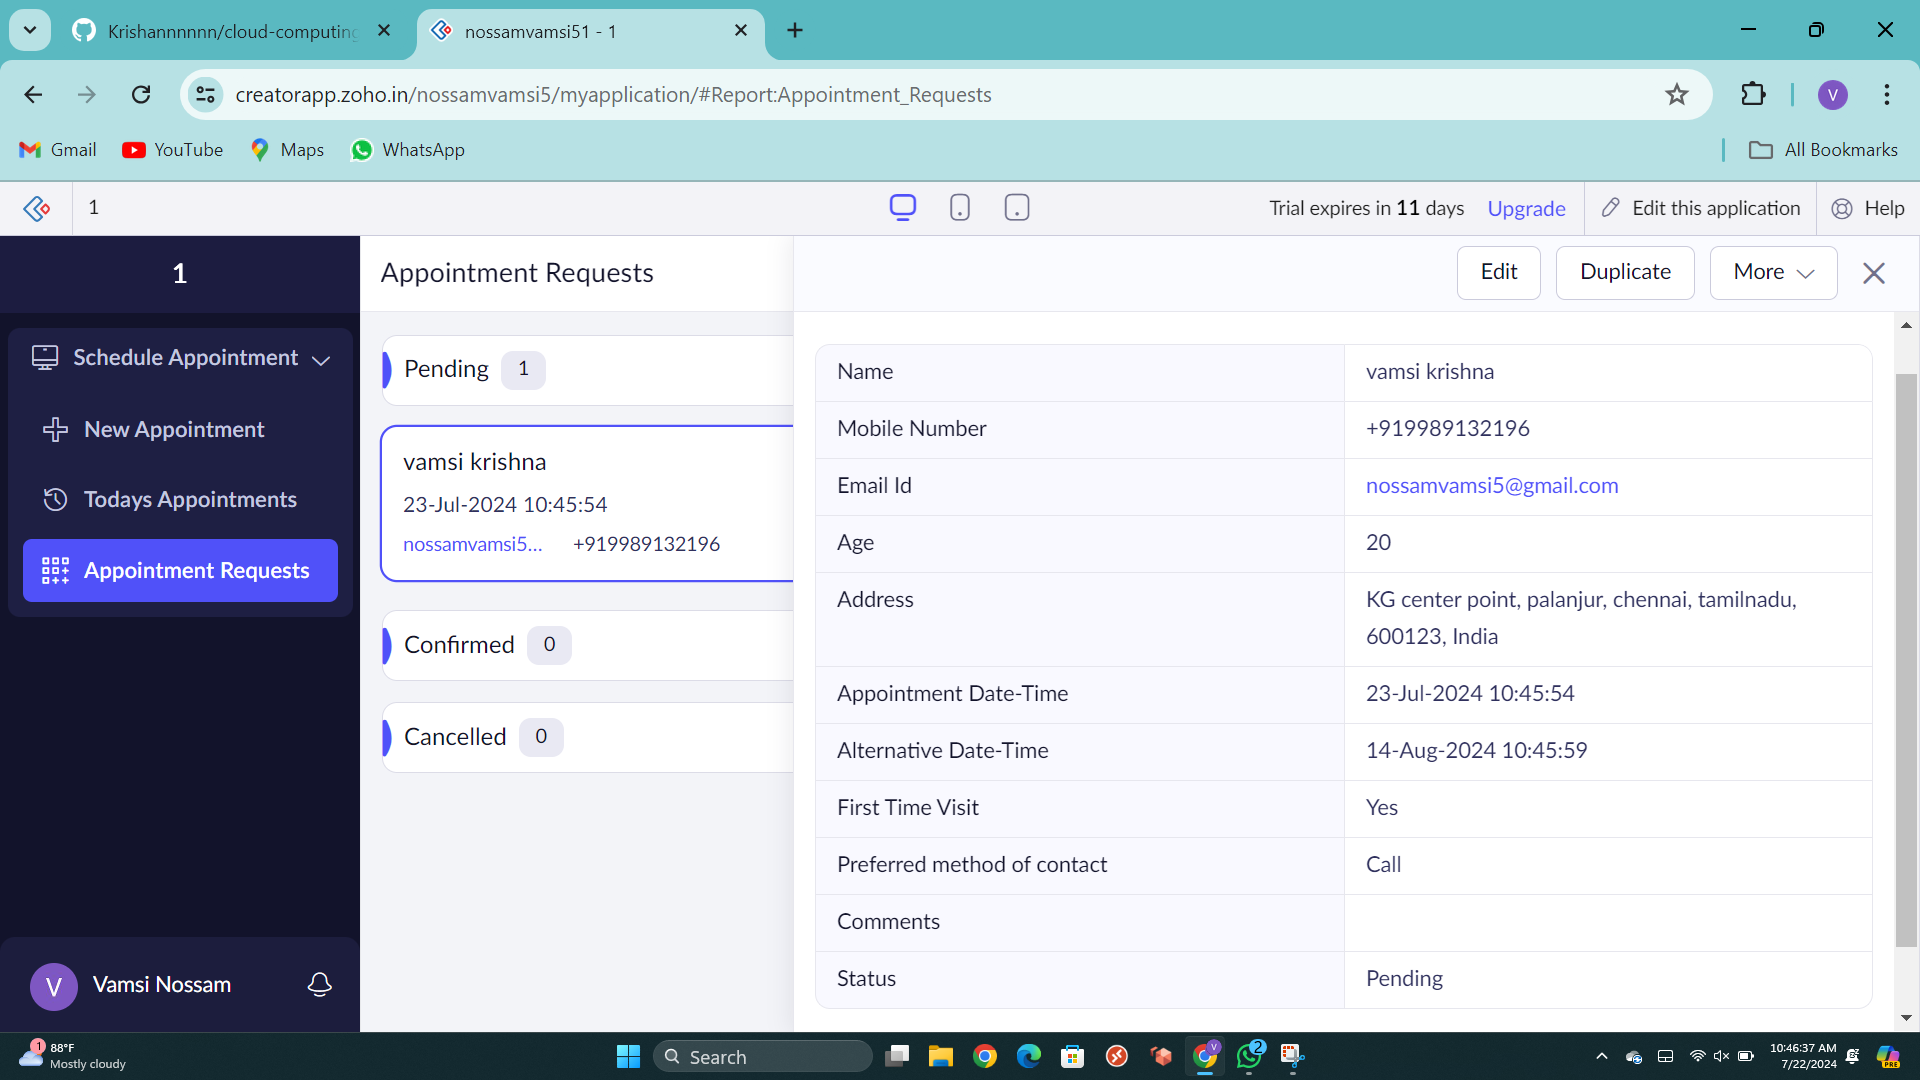 Krishannnnnn/cloud-computing
nossamvamsi51 - 1
creatorapp.zoho.in/nossamvamsi5/myapplication/#Report:Appointment_Requests
V
Gmail
YouTube
Maps
WhatsApp
All Bookmarks
1
Trial expires in 11 days
Upgrade
Edit this application
Help
1
Schedule Appointment
New Appointment
Todays Appointments
Appointment Requests
V
Vamsi Nossam
Appointment Requests
Pending 1
vamsi krishna
23-Jul-2024 10:45:54
nossamvamsi5... +919989132196
Confirmed 0
Cancelled 0
Edit
Duplicate
More
Name vamsi krishna
Mobile Number +919989132196
Email Id nossamvamsi5@gmail.com
Age 20
Address KG center point, palanjur, chennai, tamilnadu,
600123, India
Appointment Date-Time 23-Jul-2024 10:45:54
Alternative Date-Time 14-Aug-2024 10:45:59
First Time Visit Yes
Preferred method of contact Call
Comments
Status Pending
1
88°F
Mostly cloudy
Search
V
2
10:46:37 AM
7/22/2024
PRE